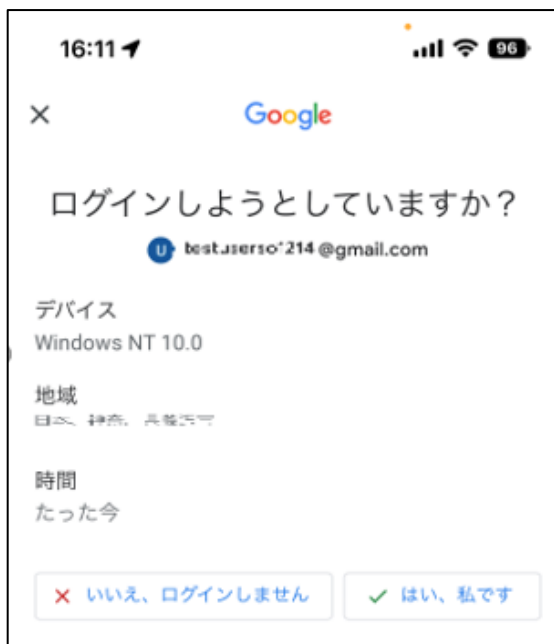 16:11
96
Google
ログインしようとしていますか？
U @gmail.com
デバイス
Windows NT 10.0
地域
時間
たった今
いいえ、ログインしません
はい、私です